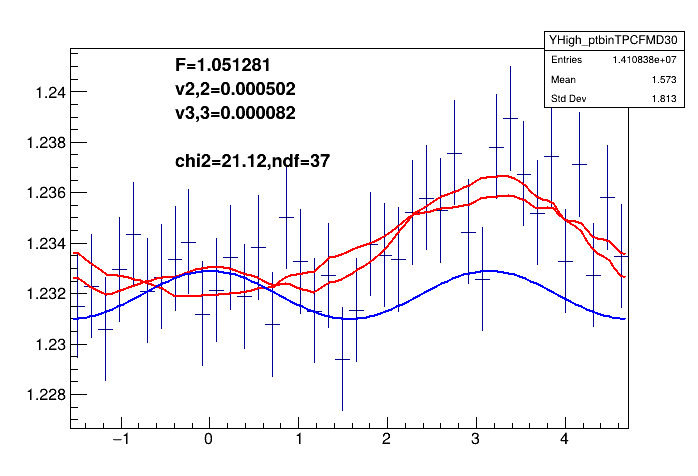 YHigh_ptbinTPCFMD30
Entries 1.410838e+07
Mean 1.573
Std Dev 1.813
F=1.051281
v2,2=0.000502
v3,3=0.000082
chi2=21.12,ndf=37
1.24
1.238
1.236
1.234
1.232
1.23
1.228
−1 0 1 2 3 4